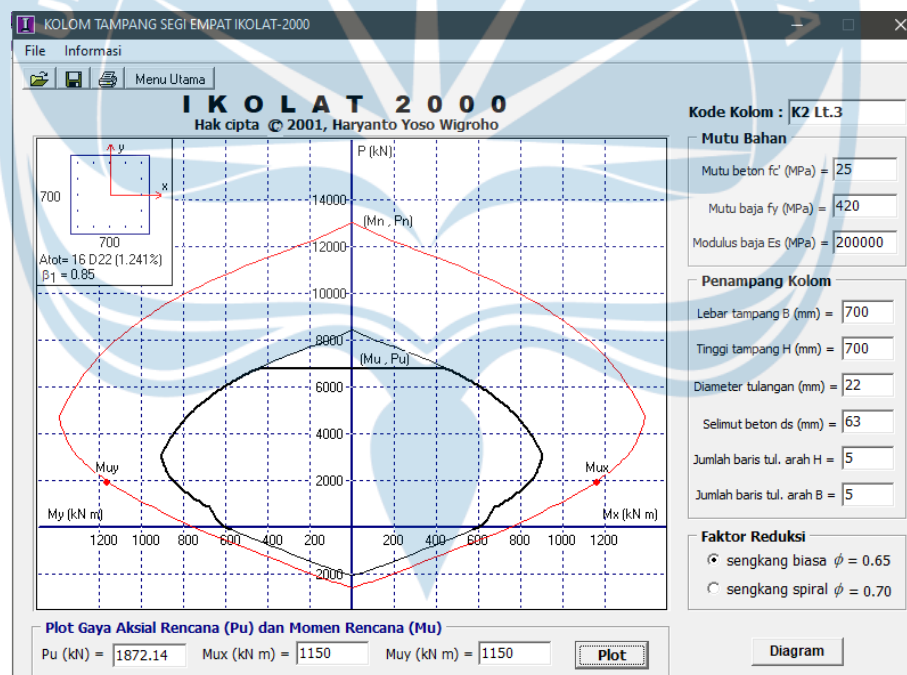 KOLOM TAMPANG SEGI EMPAT IKOLAT-2000
File Informasi
Menu Utama
I K O L A T 2 0 0 0
Hak cipta © 2001, Haryanto Yoso Wigroho
Kode Kolom : K2 Lt.3
Mutu Bahan
Mutu beton fc' (MPa) = 25
Mutu baja fy (MPa) = 420
Modulus baja Es (MPa) = 200000
Penampang Kolom
Lebar tampang B (mm) = 700
Tinggi tampang H (mm) = 700
Diameter tulangan (mm) = 22
Selimut beton ds (mm) = 63
Jumlah baris tul. arah H = 5
Jumlah baris tul. arah B = 5
Faktor Reduksi
sengkang biasa ϕ = 0.65
sengkang spiral ϕ = 0.70
Diagram
y
x
700
700
Atot= 16 D22 (1.241%)
β1 = 0.85
P (kN)
14000
(Mn , Pn)
12000
10000
8000
(Mu , Pu)
6000
4000
Muy
Mux
2000
My (kN m)
Mx (kN m)
1200 1000 800 600 400 200 200 400 600 800 1000 1200
2000
Plot Gaya Aksial Rencana (Pu) dan Momen Rencana (Mu)
Pu (kN) = 1872.14 Mux (kN m) = 1150 Muy (kN m) = 1150 Plot